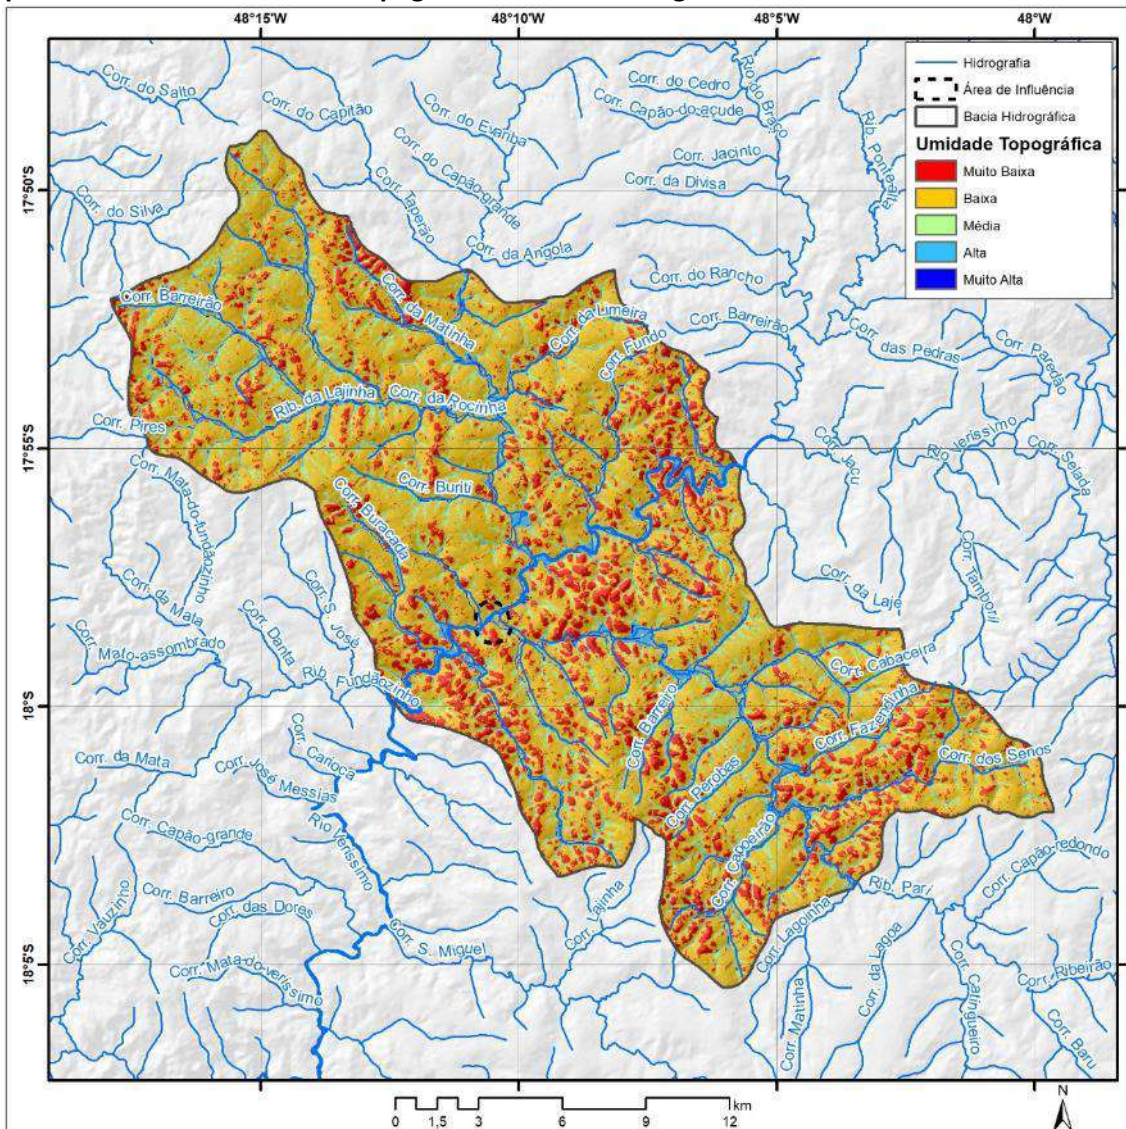 48°15'W 48°10'W 48°5'W 48°W
Hidrografia
Área de Influência
Bacia Hidrográfica
Umidade Topográfica
Muito Baixa
Baixa
Média
Alta
Muito Alta
17°50'S
17°55'S
18°S
18°5'S
Corr. do Salto
Corr. do Capitão
Corr. do Cedro
Rio do Braço
Corr. Capão-do-açude
Rib. Ponte-alta
Corr. do Capão-grande
Corr. Jacinto
Corr. da Divisa
Corr. do Silva
Corr. Taperão
Corr. da Angola
Corr. do Rancho
Corr. Barreirão
Corr. da Matinha
Corr. da Limeira
Corr. Fundo
Corr. Barreirão
Corr. das Pedras
Corr. Paredão
Rib. da Lajinha
Corr. da Rocinha
Corr. Pires
Corr. Jacu
Rio Veríssimo
Corr. Selada
Corr. Mata-do-fundãozinho
Corr. Buriti
Corr. Buracada
Corr. da Mata
Corr. S. José
Corr. Danta
Corr. da Laje
Corr. Tamboril
Corr. Mato-assombrado
Rib. Fundãozinho
Corr. Cabaceira
Corr. Barreiro
Corr. Fazendinha
Corr. da Mata
Corr. Carioca
Corr. José Messias
Corr. Perobas
Corr. dos Senos
Corr. Capão-grande
Rio Veríssimo
Corr. Capoeirão
Corr. Capão-redondo
Corr. Vauzinho
Corr. Barreiro
Corr. das Dores
Corr. Lajinha
Rib. Pari
Corr. Lagoinha
Corr. S. Miguel
Corr. da Lagoa
Corr. Mata-do-veríssimo
Corr. Matinha
Corr. Catingueiro
Corr. Ribeirão
Corr. Baru
N
km
0 1,5 3 6 9 12